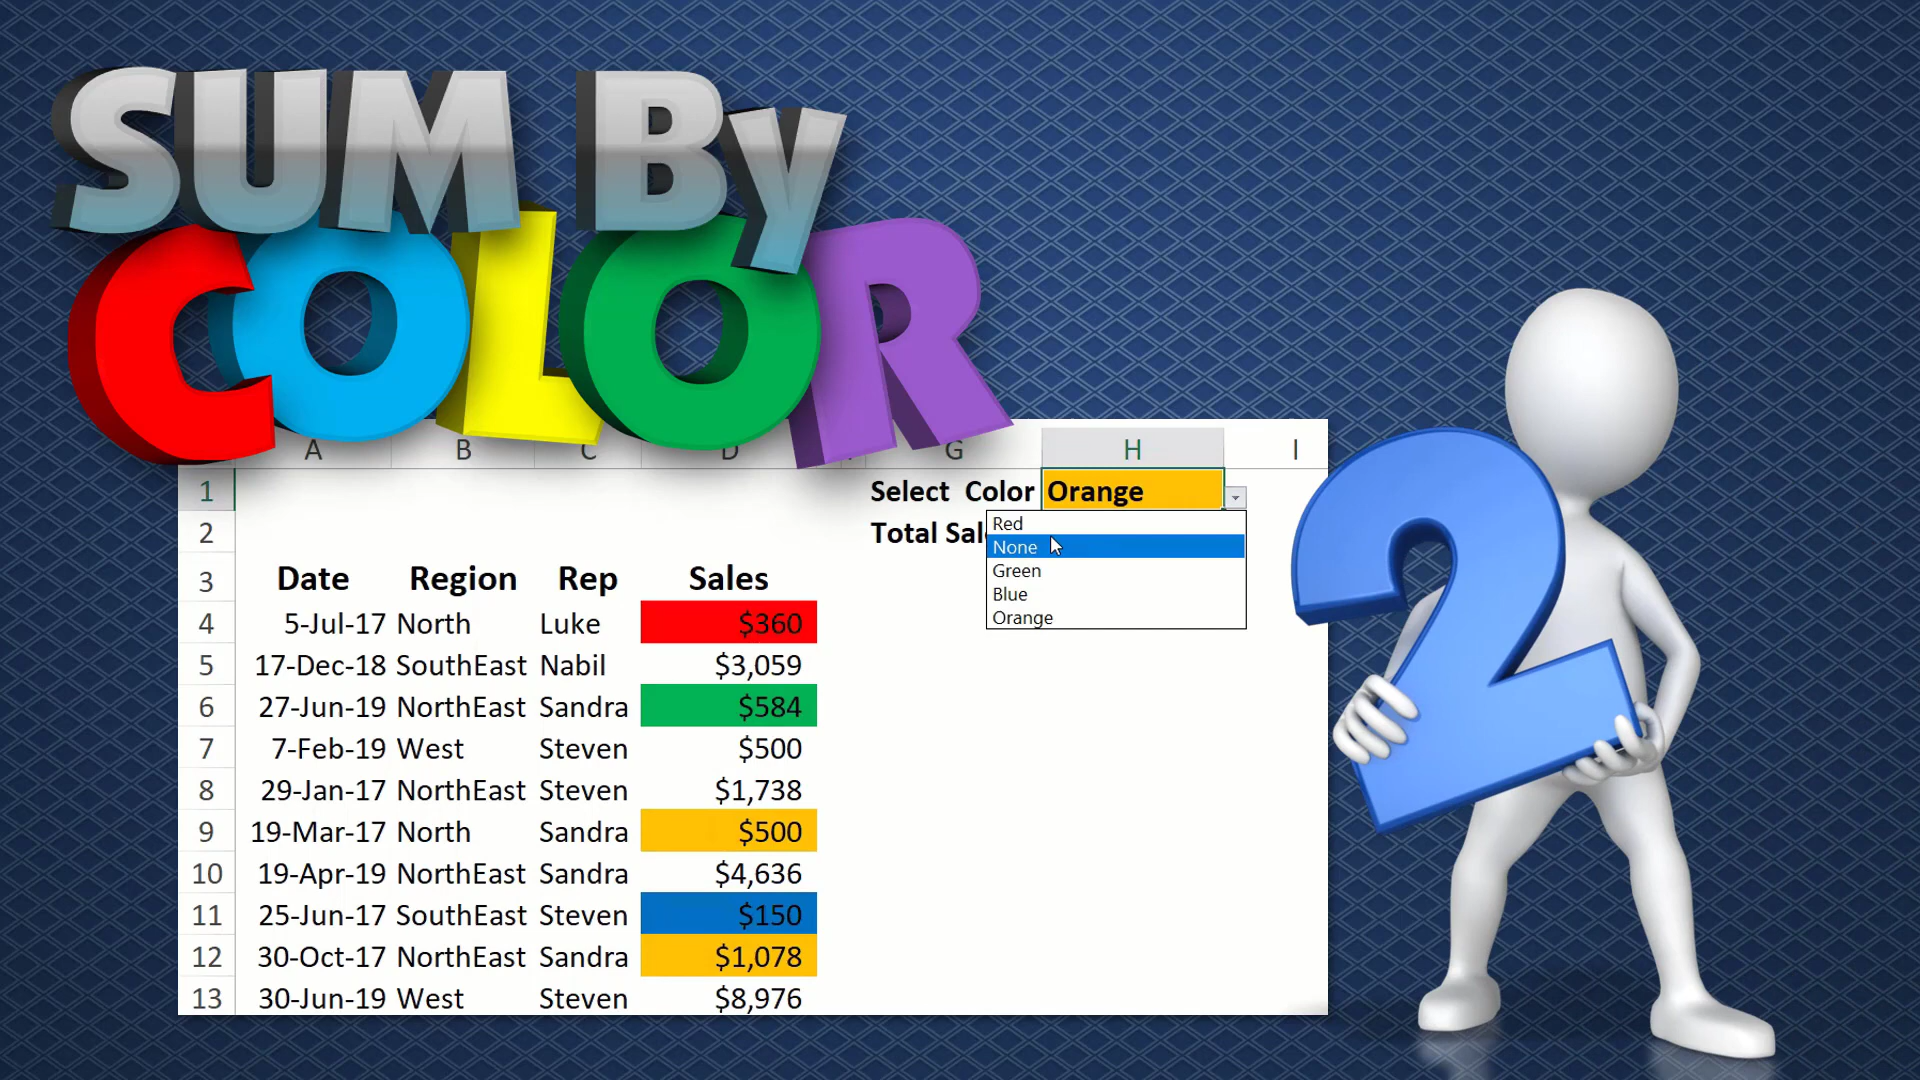 SUM By
COLOR
A B C D G H I
1 Select Color Orange
2 Total
Red
None
Green
Blue
Orange
3 Date Region Rep Sales
4 5-Jul-17 North Luke $360
5 17-Dec-18 SouthEast Nabil $3,059
6 27-Jun-19 NorthEast Sandra $584
7 7-Feb-19 West Steven $500
8 29-Jan-17 NorthEast Steven $1,738
9 19-Mar-17 North Sandra $500
10 19-Apr-19 NorthEast Sandra $4,636
11 25-Jun-17 SouthEast Steven $150
12 30-Oct-17 NorthEast Sandra $1,078
13 30-Jun-19 West Steven $8,976
2